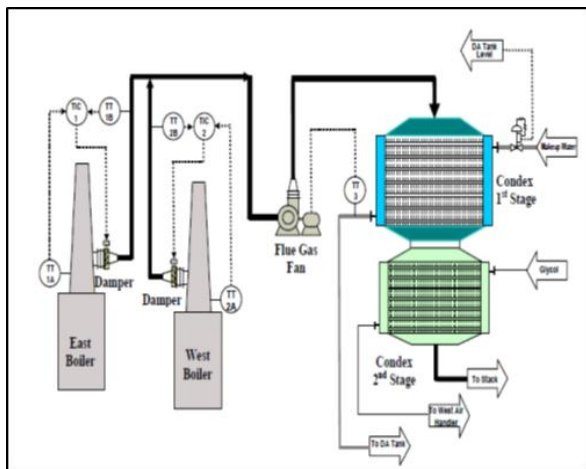 DA Tank
Level
TIC
1
TT
1B
TT
2B
TIC
2
TT
3
Makeup Water
Condex
1st Stage
Flue Gas
Fan
TT
1A
Damper
Damper
TT
2A
Glycol
East
Boiler
West
Boiler
Condex
2nd Stage
To Stack
To West Air
Handler
To DA Tank